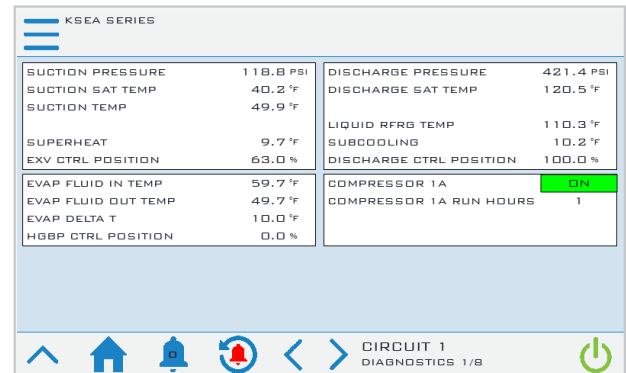 KSEA SERIES
SUCTION PRESSURE 118.8 PSI
SUCTION SAT TEMP 40.2 °F
SUCTION TEMP 49.9 °F
SUPERHEAT 9.7 °F
EXV CTRL POSITION 63.0 %
DISCHARGE PRESSURE 421.4 PSI
DISCHARGE SAT TEMP 120.5 °F
LIQUID RFRG TEMP 110.3 °F
SUBCOOLING 10.2 °F
DISCHARGE CTRL POSITION 100.0 %
EVAP FLUID IN TEMP 59.7 °F
EVAP FLUID OUT TEMP 49.7 °F
EVAP DELTA T 10.0 °F
HGBP CTRL POSITION 0.0 %
COMPRESSOR 1A ON
COMPRESSOR 1A RUN HOURS 1
0
CIRCUIT 1
DIAGNOSTICS 1/8